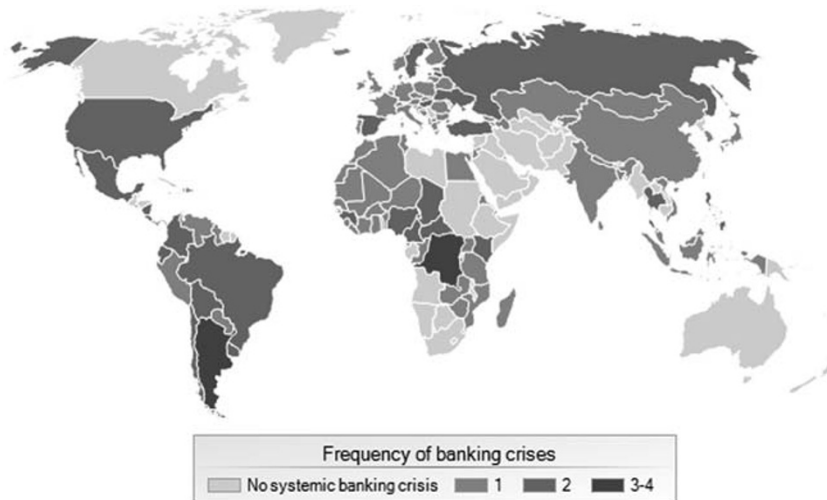 Frequency of banking crises
No systemic banking crisis 1 2 3-4